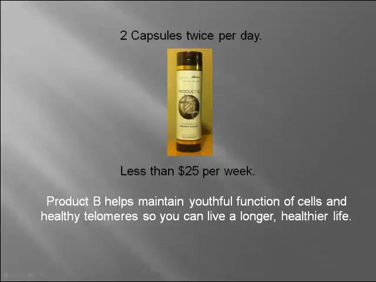 2 Capsules twice per day.
PRODUCT B
Less than $25 per week.
Product B helps maintain youthful function of cells and
healthy telomeres so you can live a longer, healthier life.